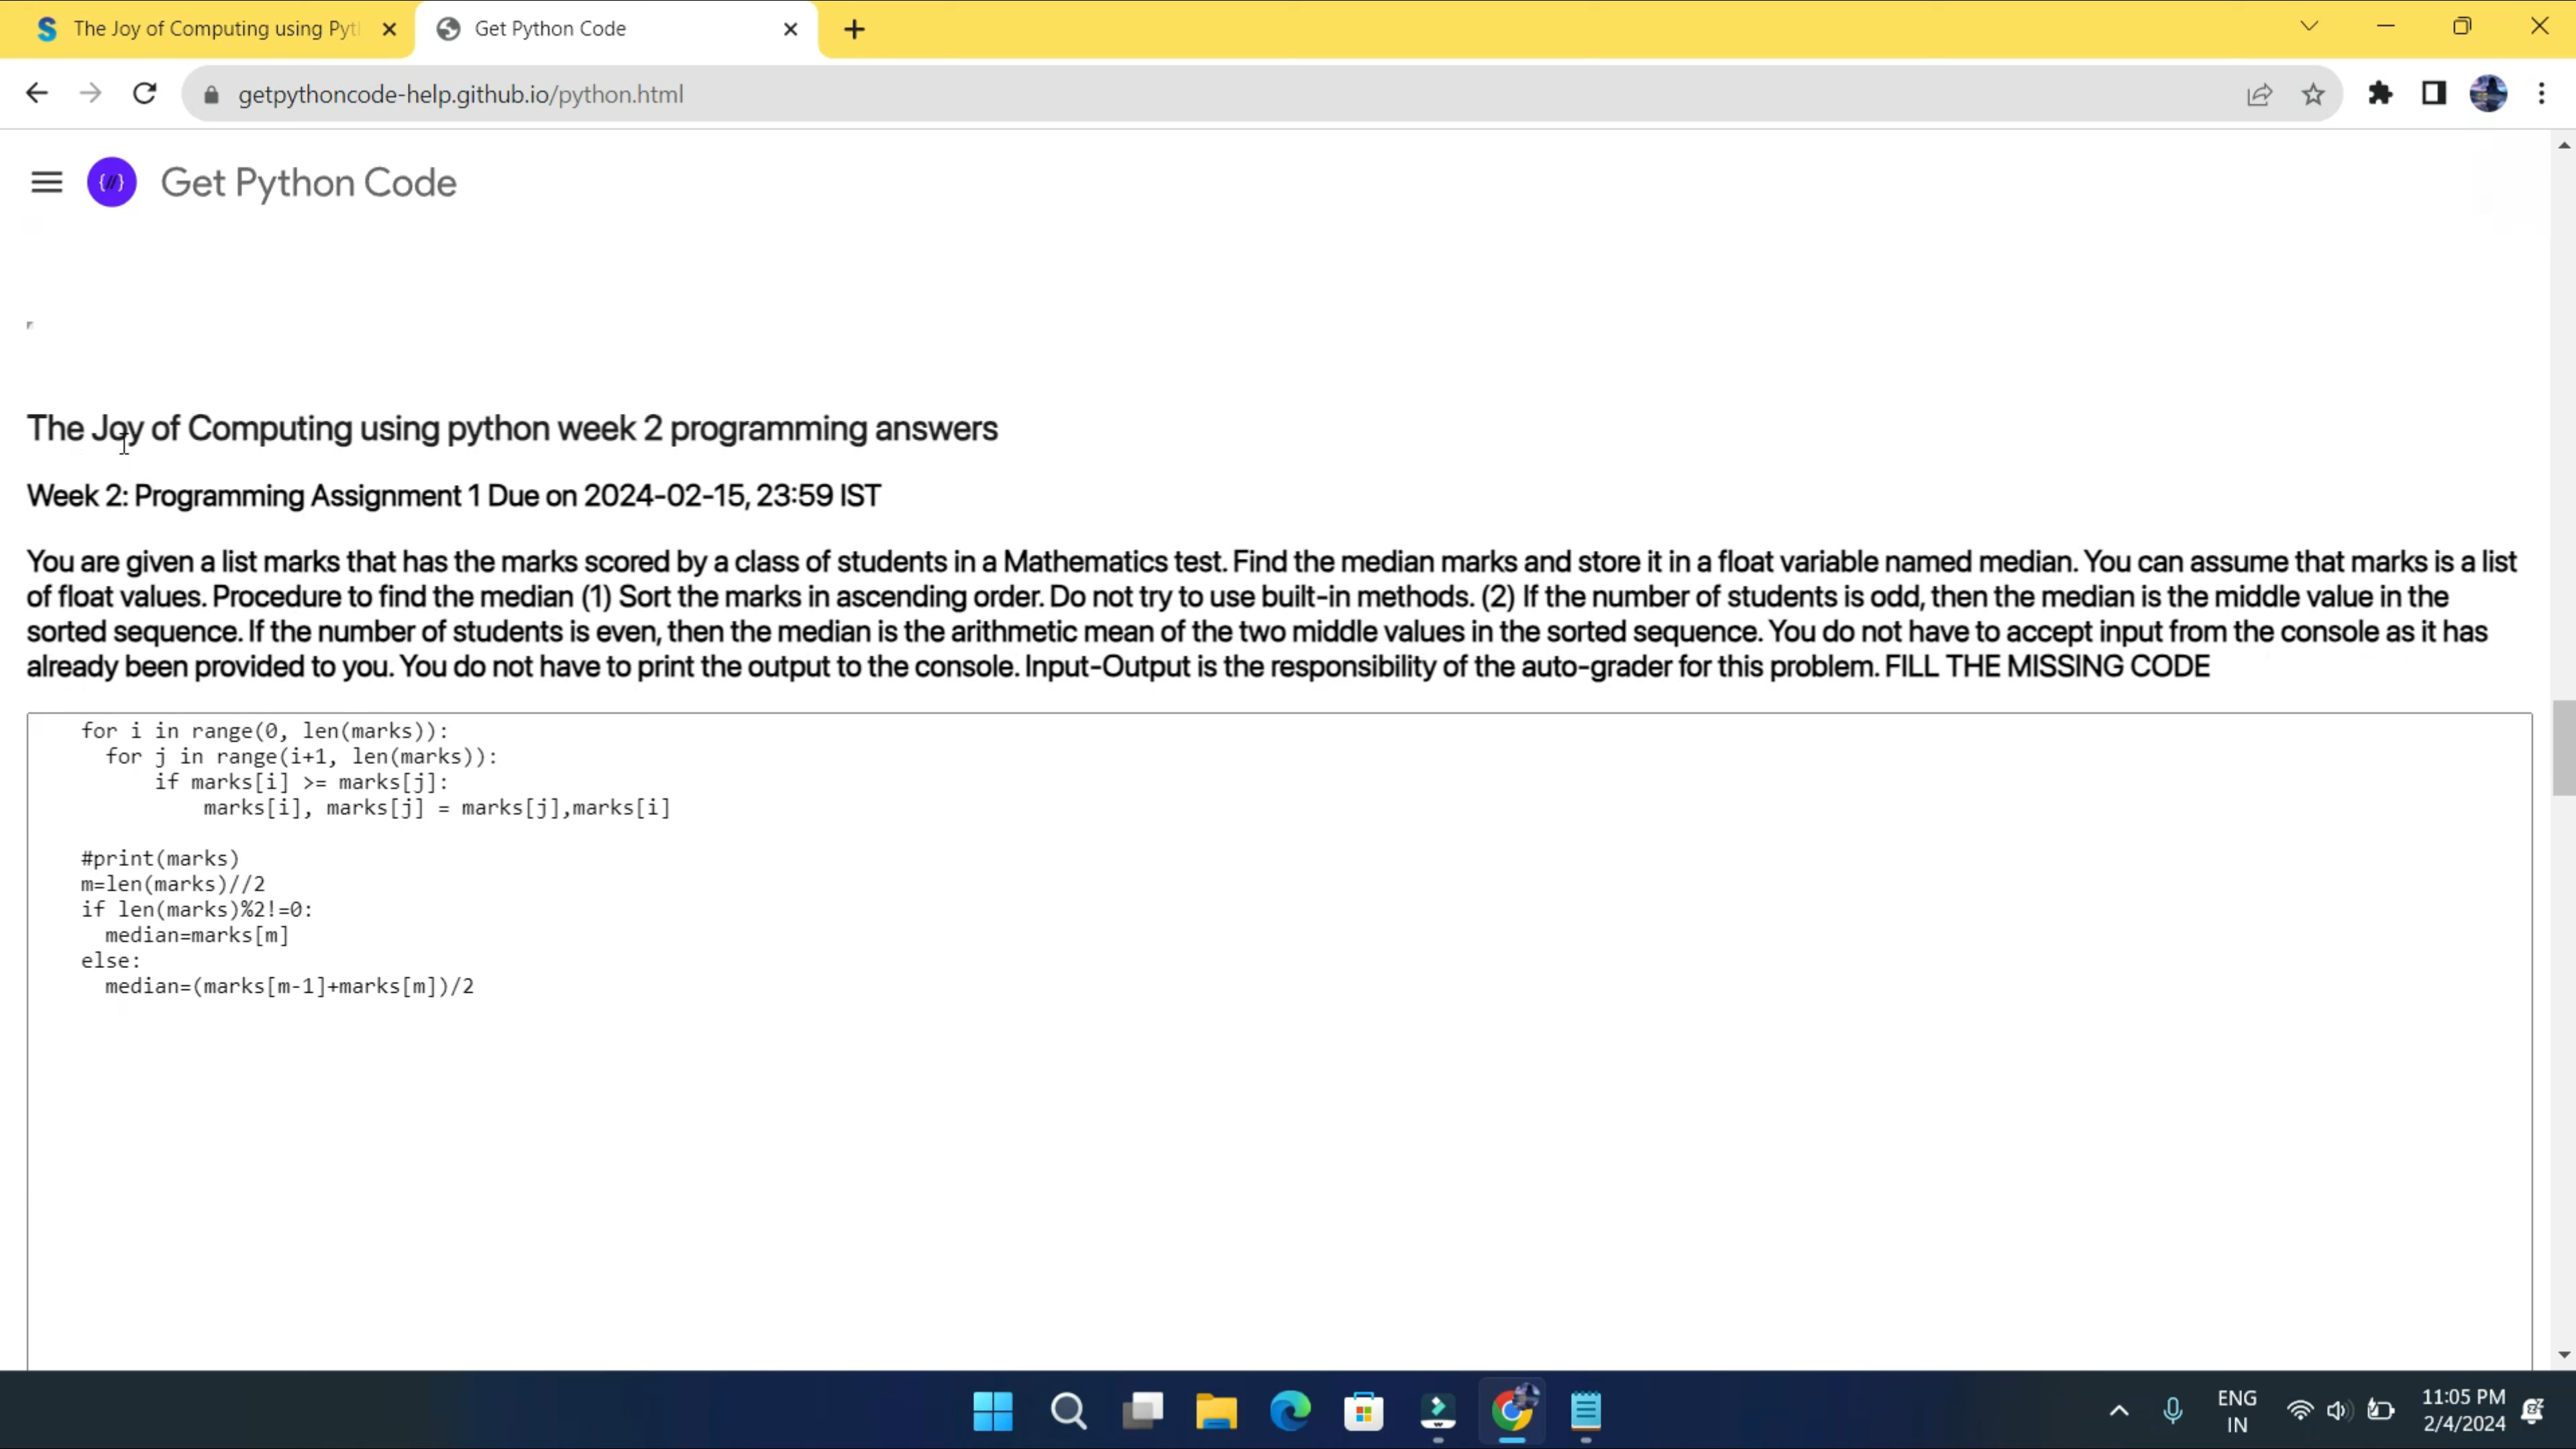 The Joy of Computing using Pyt
Get Python Code
getpythoncode-help.github.io/python.html
{//} Get Python Code
The Joy of Computing using python week 2 programming answers
Week 2: Programming Assignment 1 Due on 2024-02-15, 23:59 IST
You are given a list marks that has the marks scored by a class of students in a Mathematics test. Find the median marks and store it in a float variable named median. You can assume that marks is a list
of float values. Procedure to find the median (1) Sort the marks in ascending order. Do not try to use built-in methods. (2) If the number of students is odd, then the median is the middle value in the
sorted sequence. If the number of students is even, then the median is the arithmetic mean of the two middle values in the sorted sequence. You do not have to accept input from the console as it has
already been provided to you. You do not have to print the output to the console. Input-Output is the responsibility of the auto-grader for this problem. FILL THE MISSING CODE
for i in range(0, len(marks)):
for j in range(i+1, len(marks)):
if marks[i] >= marks[j]:
marks[i], marks[j] = marks[j],marks[i]
#print(marks)
m=len(marks)//2
if len(marks)%2!=0:
median=marks[m]
else:
median=(marks[m-1]+marks[m])/2
ENG
IN
11:05 PM
2/4/2024